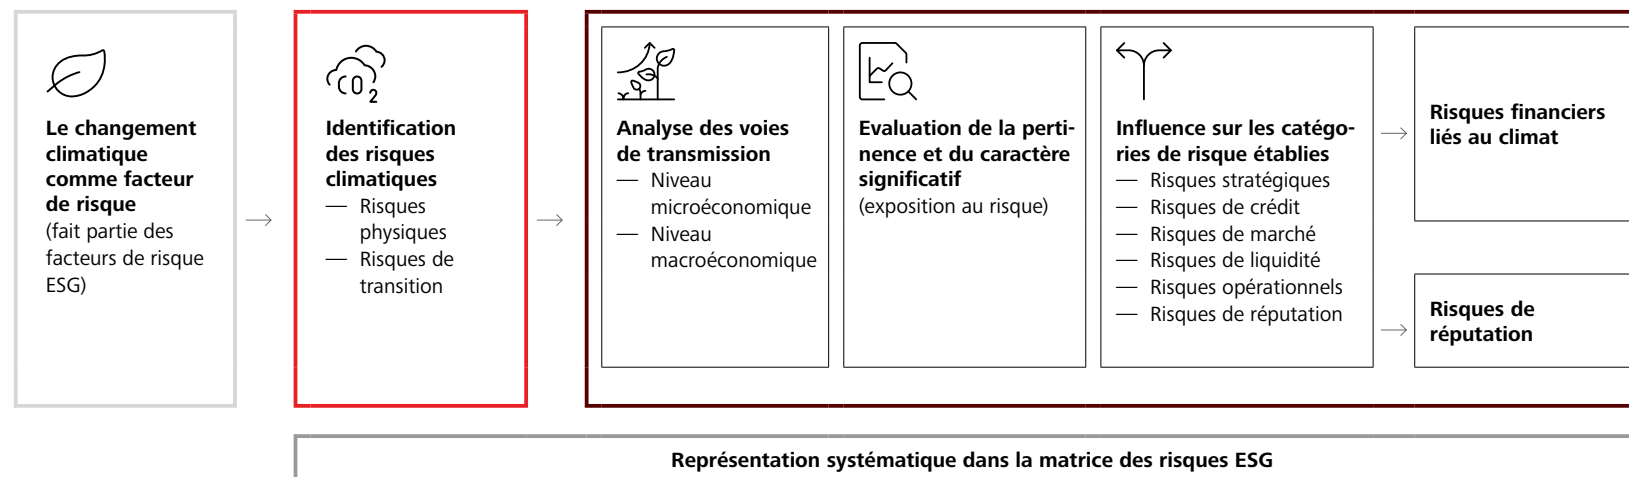 Le changement
climatique
comme facteur
de risque
(fait partie des
facteurs de risque
ESG)
CO2
Identification
des risques
climatiques
— Risques
physiques
— Risques de
transition
Analyse des voies
de transmission
— Niveau
microéconomique
— Niveau
macroéconomique
Evaluation de la perti-
nence et du caractère
significatif
(exposition au risque)
Influence sur les catégo-
ries de risque établies
— Risques stratégiques
— Risques de crédit
— Risques de marché
— Risques de liquidité
— Risques opérationnels
— Risques de réputation
Risques financiers
liés au climat
Risques de
réputation
Représentation systématique dans la matrice des risques ESG